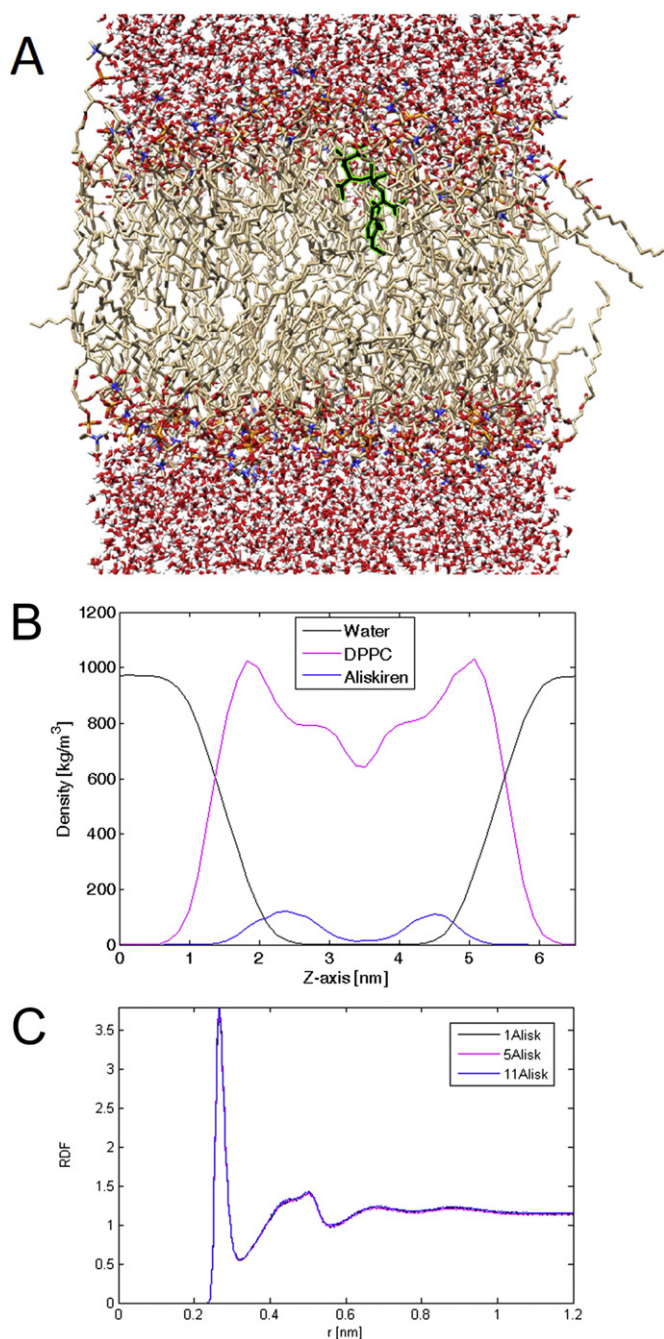 A
B
1200
1000
800
600
400
200
0
Density [kg/m³]
Water
DPPC
Aliskiren
0 1 2 3 4 5 6
Z-axis [nm]
C
3.5
3
2.5
2
1.5
1
0.5
0
RDF
1Alisk
5Alisk
11Alisk
0 0.2 0.4 0.6 0.8 1 1.2
r [nm]